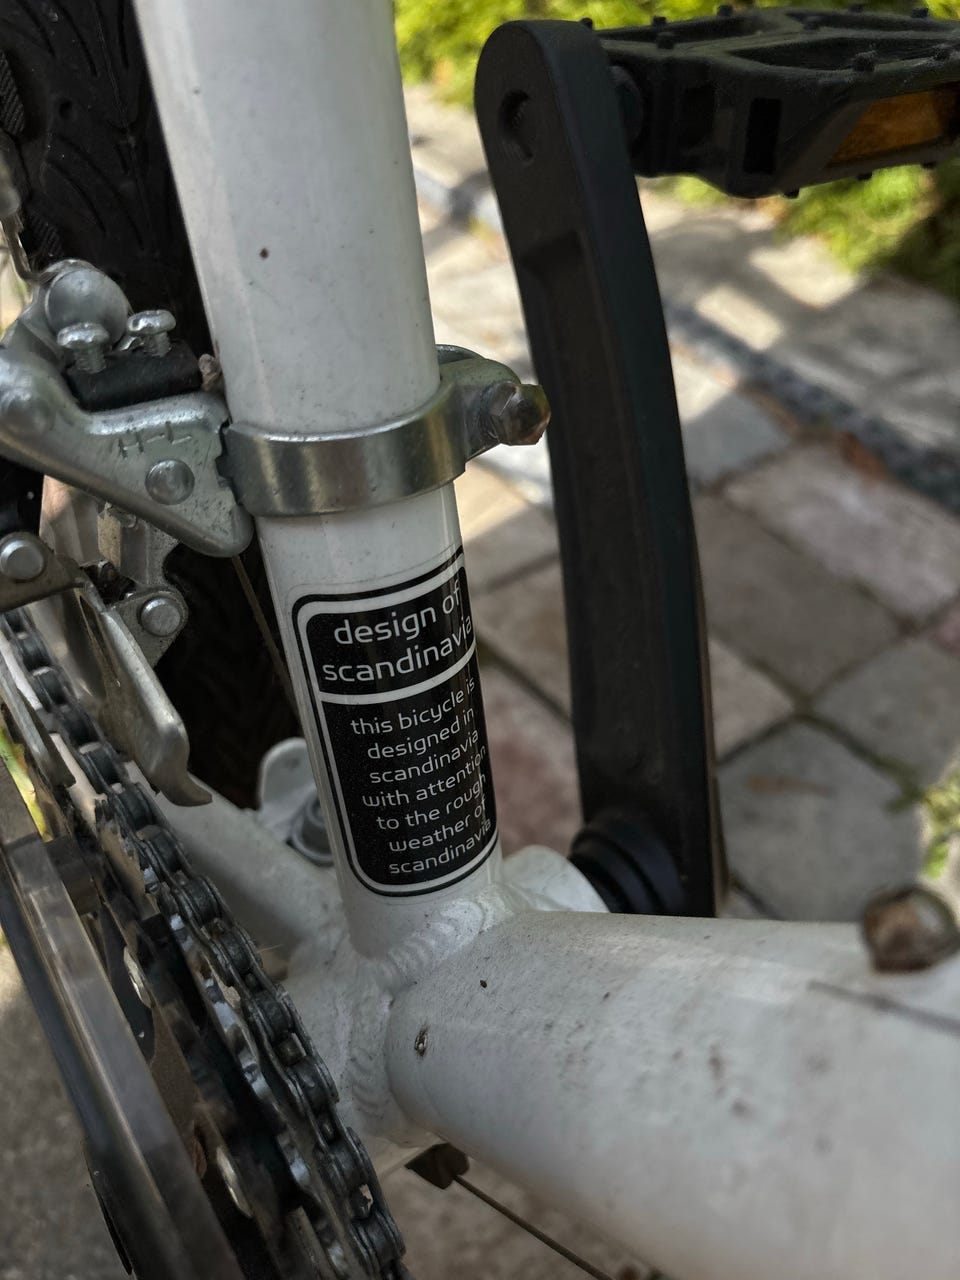 design of
scandinavia
this bicycle is
designed in
scandinavia
with attention
to the rough
weather of
scandinavia